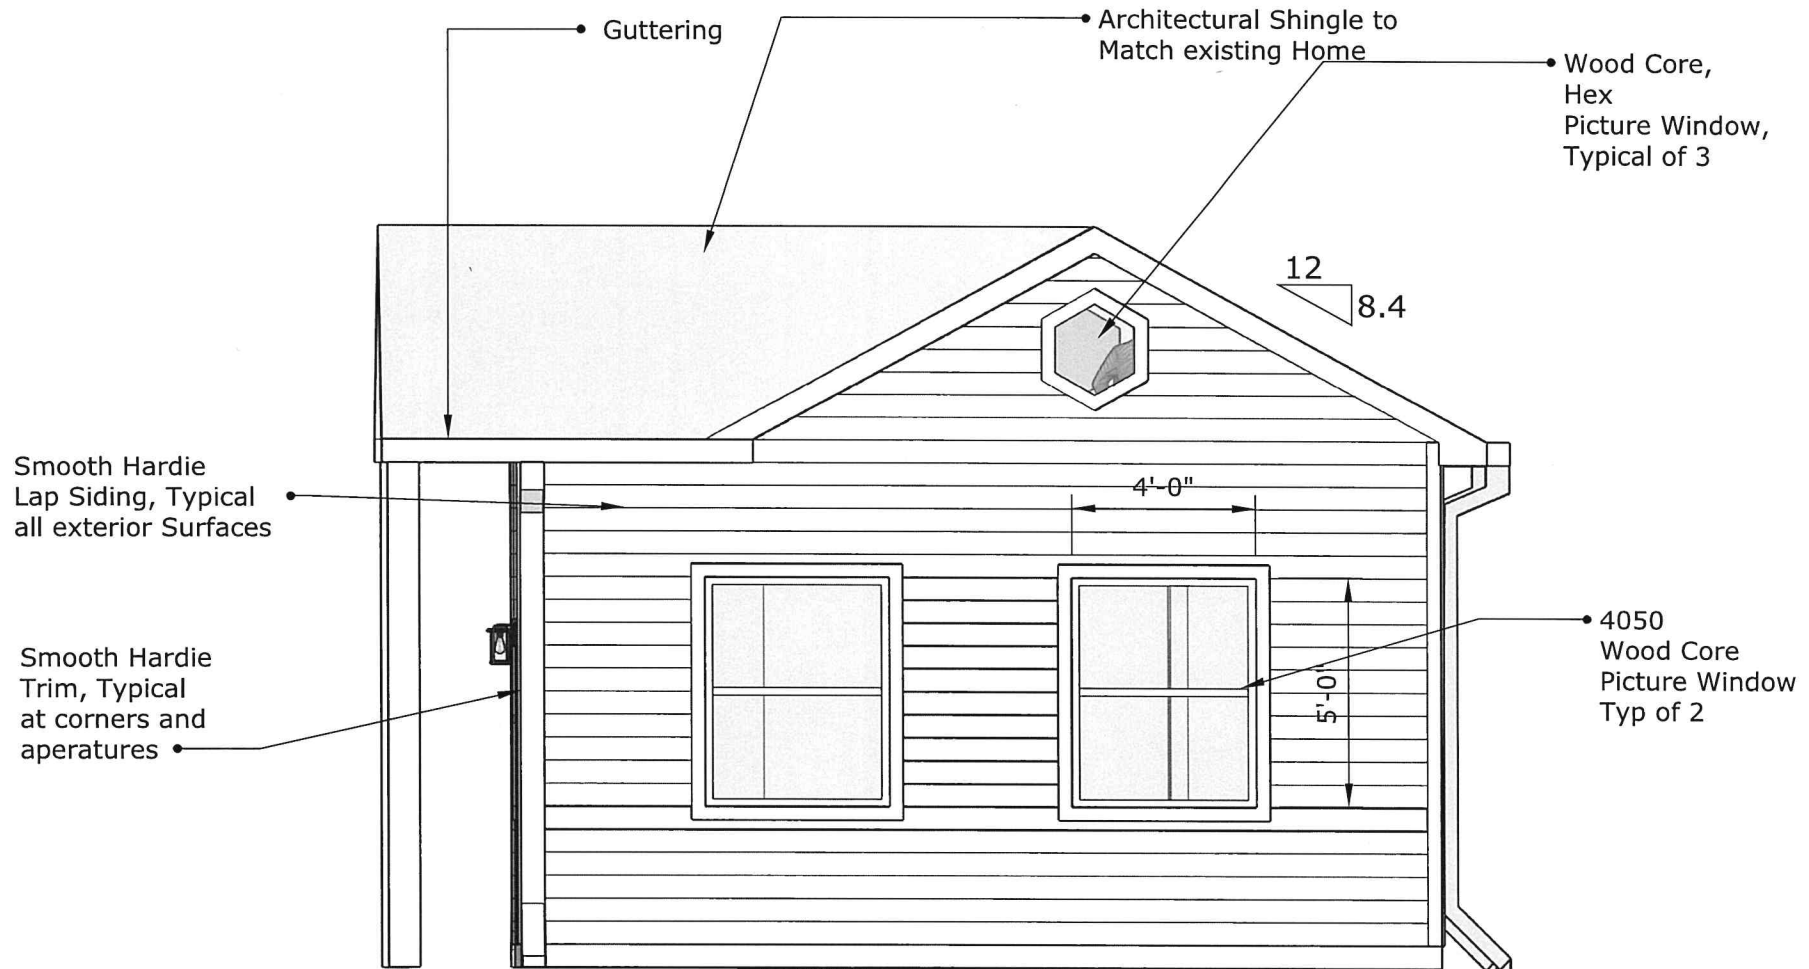 Guttering
Architectural Shingle to
Match existing Home
Wood Core,
Hex
Picture Window,
Typical of 3
12
8.4
Smooth Hardie
Lap Siding, Typical
all exterior Surfaces
4'-0"
5'-0"
4050
Wood Core
Picture Window
Typ of 2
Smooth Hardie
Trim, Typical
at corners and
aperatures